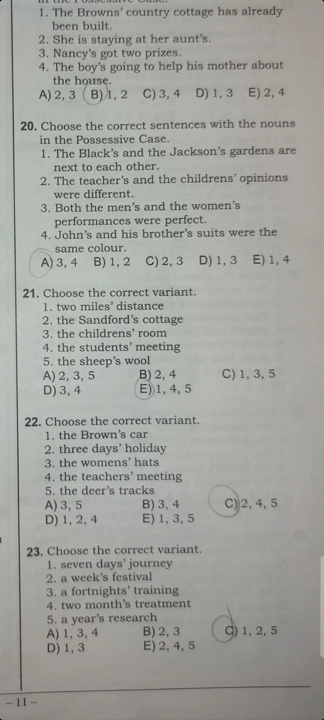 in the Possessive Case.
1. The Browns' country cottage has already
been built.
2. She is staying at her aunt's.
3. Nancy's got two prizes.
4. The boy's going to help his mother about
the house.
A) 2, 3 B) 1, 2 C) 3, 4 D) 1, 3 E) 2, 4
20. Choose the correct sentences with the nouns
in the Possessive Case.
1. The Black's and the Jackson's gardens are
next to each other.
2. The teacher's and the childrens' opinions
were different.
3. Both the men's and the women's
performances were perfect.
4. John's and his brother's suits were the
same colour.
A) 3, 4 B) 1, 2 C) 2, 3 D) 1, 3 E) 1, 4
21. Choose the correct variant.
1. two miles' distance
2. the Sandford's cottage
3. the childrens' room
4. the students' meeting
5. the sheep's wool
A) 2, 3, 5 B) 2, 4 C) 1, 3, 5
D) 3, 4 E) 1, 4, 5
22. Choose the correct variant.
1. the Brown's car
2. three days' holiday
3. the womens' hats
4. the teachers' meeting
5. the deer's tracks
A) 3, 5 B) 3, 4 C) 2, 4, 5
D) 1, 2, 4 E) 1, 3, 5
23. Choose the correct variant.
1. seven days' journey
2. a week's festival
3. a fortnights' training
4. two month's treatment
5. a year's research
A) 1, 3, 4 B) 2, 3 C) 1, 2, 5
D) 1, 3 E) 2, 4, 5
- 11 -